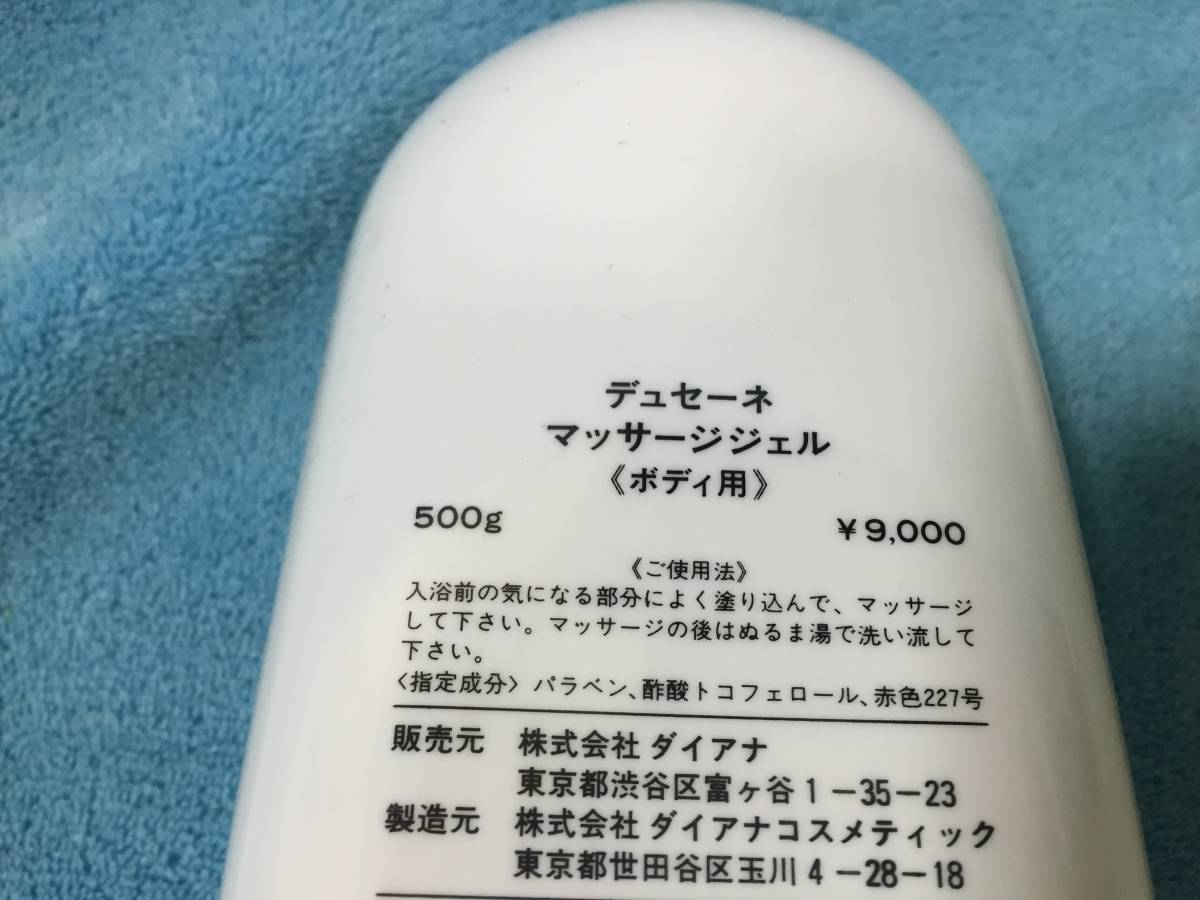 デュセーネ
マッサージジェル
《ボディ用》
500g ¥9,000
《ご使用法》
入浴前の気になる部分によく塗り込んで、マッサージ
して下さい。マッサージの後はぬるま湯で洗い流して
下さい。
〈指定成分〉パラベン、酢酸トコフェロール、赤色227号
販売元 株式会社 ダイアナ
東京都渋谷区富ヶ谷1-35-23
製造元 株式会社 ダイアナコスメティック
東京都世田谷区玉川4-28-18